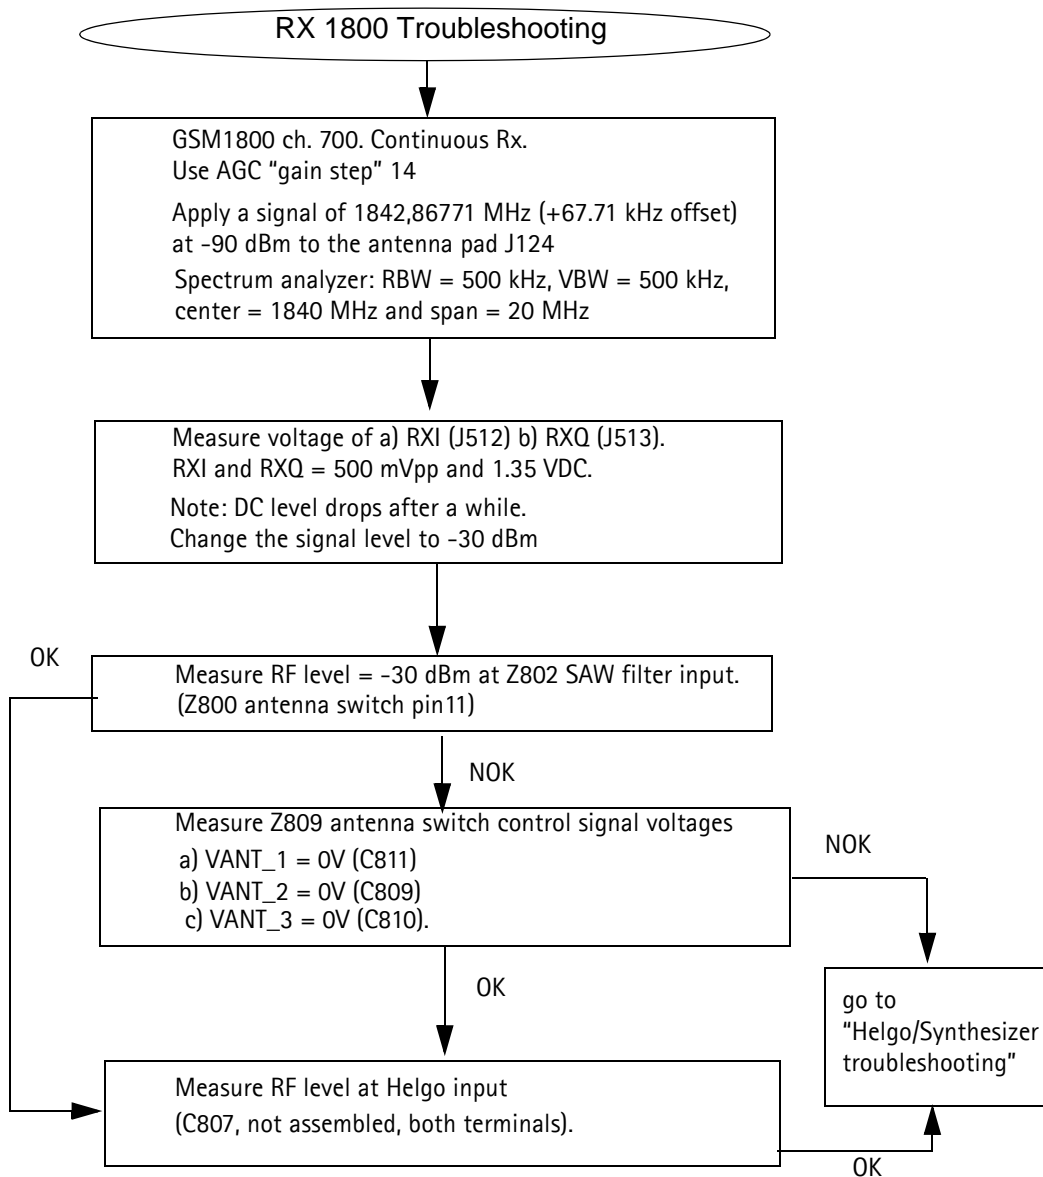 RX 1800 Troubleshooting
GSM1800 ch. 700. Continuous Rx.
Use AGC “gain step” 14
Apply a signal of 1842,86771 MHz (+67.71 kHz offset)
at -90 dBm to the antenna pad J124
Spectrum analyzer: RBW = 500 kHz, VBW = 500 kHz,
center = 1840 MHz and span = 20 MHz
Measure voltage of a) RXI (J512) b) RXQ (J513).
RXI and RXQ = 500 mVpp and 1.35 VDC.
Note: DC level drops after a while.
Change the signal level to -30 dBm
OK
Measure RF level = -30 dBm at Z802 SAW filter input.
(Z800 antenna switch pin11)
NOK
Measure Z809 antenna switch control signal voltages
a) VANT_1 = 0V (C811)
b) VANT_2 = 0V (C809)
c) VANT_3 = 0V (C810).
NOK
OK
go to
“Helgo/Synthesizer
troubleshooting”
Measure RF level at Helgo input
(C807, not assembled, both terminals).
OK